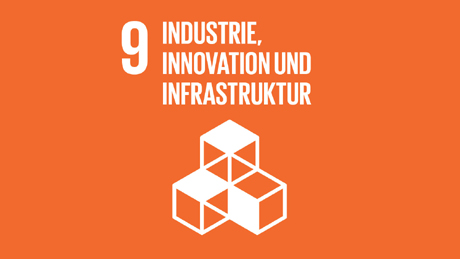 9 INDUSTRIE,
INNOVATION UND
INFRASTRUKTUR